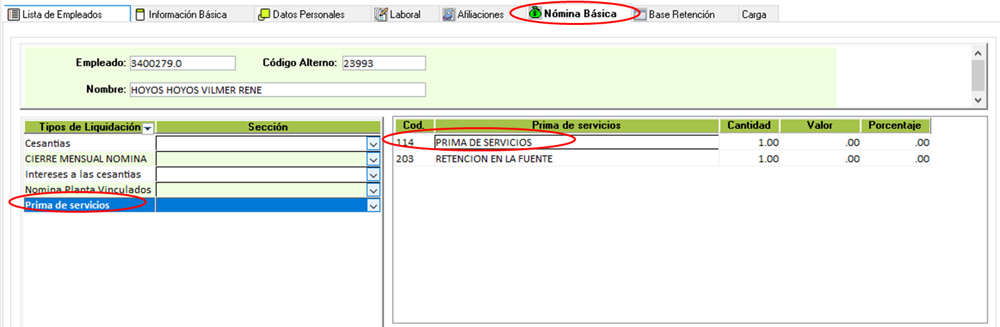 Lista de Empleados Información Básica Datos Personales Laboral Afiliaciones Nómina Básica Base Retención Carga
Empleado: 3400279.0 Código Alterno: 23993
Nombre: HOYOS HOYOS VILMER RENE
Tipos de Liquidación Sección
Cesantias
CIERRE MENSUAL NOMINA
Intereses a las cesantias
Nomina Planta Vinculados
Prima de servicios
Cod. Prima de servicios Cantidad Valor Porcentaje
114 PRIMA DE SERVICIOS 1.00 .00 .00
203 RETENCION EN LA FUENTE 1.00 .00 .00